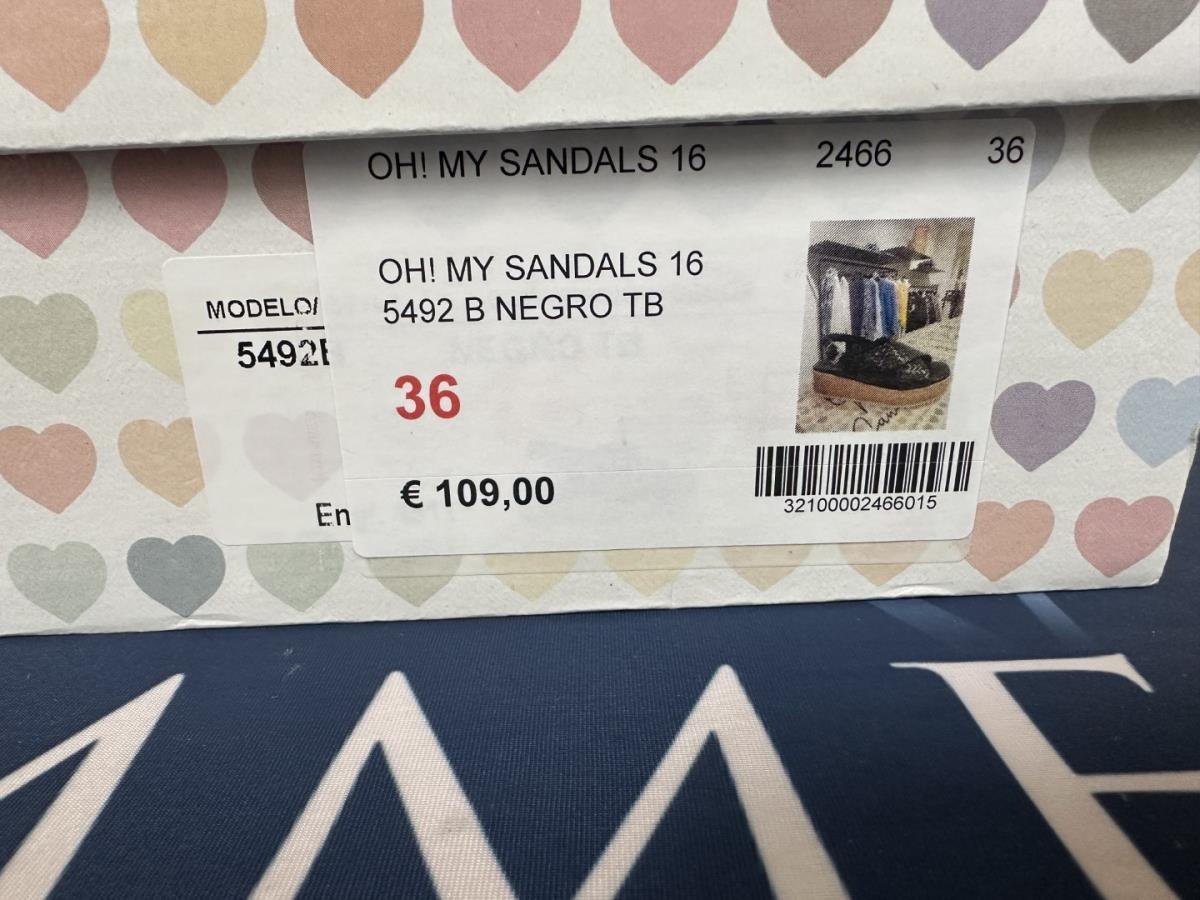 OH! MY SANDALS 16 2466 36
OH! MY SANDALS 16
5492 B NEGRO TB
36
€ 109,00
32100002466015
MODELO/
5492B
En